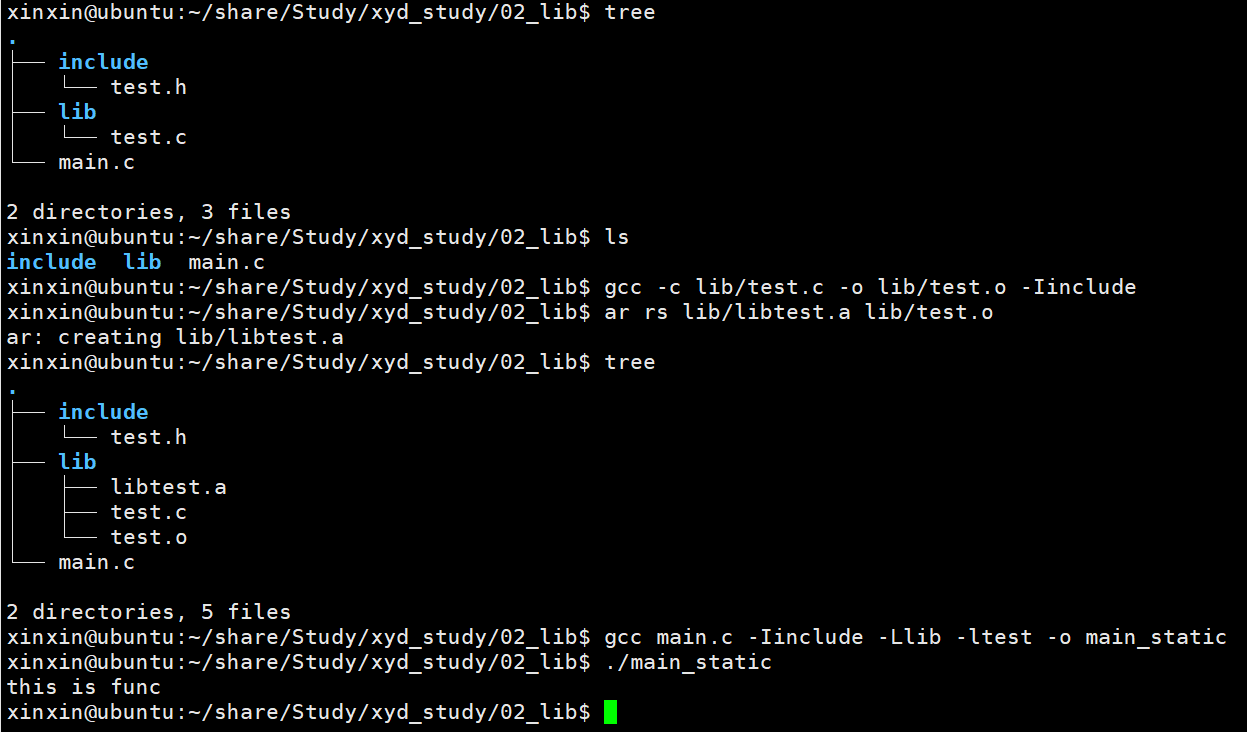 xinxin@ubuntu:~/share/Study/xyd_study/02_lib$ tree
.
├── include
│   └── test.h
├── lib
│   └── test.c
└── main.c
2 directories, 3 files
xinxin@ubuntu:~/share/Study/xyd_study/02_lib$ ls
include  lib  main.c
xinxin@ubuntu:~/share/Study/xyd_study/02_lib$ gcc -c lib/test.c -o lib/test.o -Iinclude
xinxin@ubuntu:~/share/Study/xyd_study/02_lib$ ar rs lib/libtest.a lib/test.o
ar: creating lib/libtest.a
xinxin@ubuntu:~/share/Study/xyd_study/02_lib$ tree
.
├── include
│   └── test.h
├── lib
│   ├── libtest.a
│   ├── test.c
│   └── test.o
└── main.c
2 directories, 5 files
xinxin@ubuntu:~/share/Study/xyd_study/02_lib$ gcc main.c -Iinclude -Llib -ltest -o main_static
xinxin@ubuntu:~/share/Study/xyd_study/02_lib$ ./main_static
this is func
xinxin@ubuntu:~/share/Study/xyd_study/02_lib$